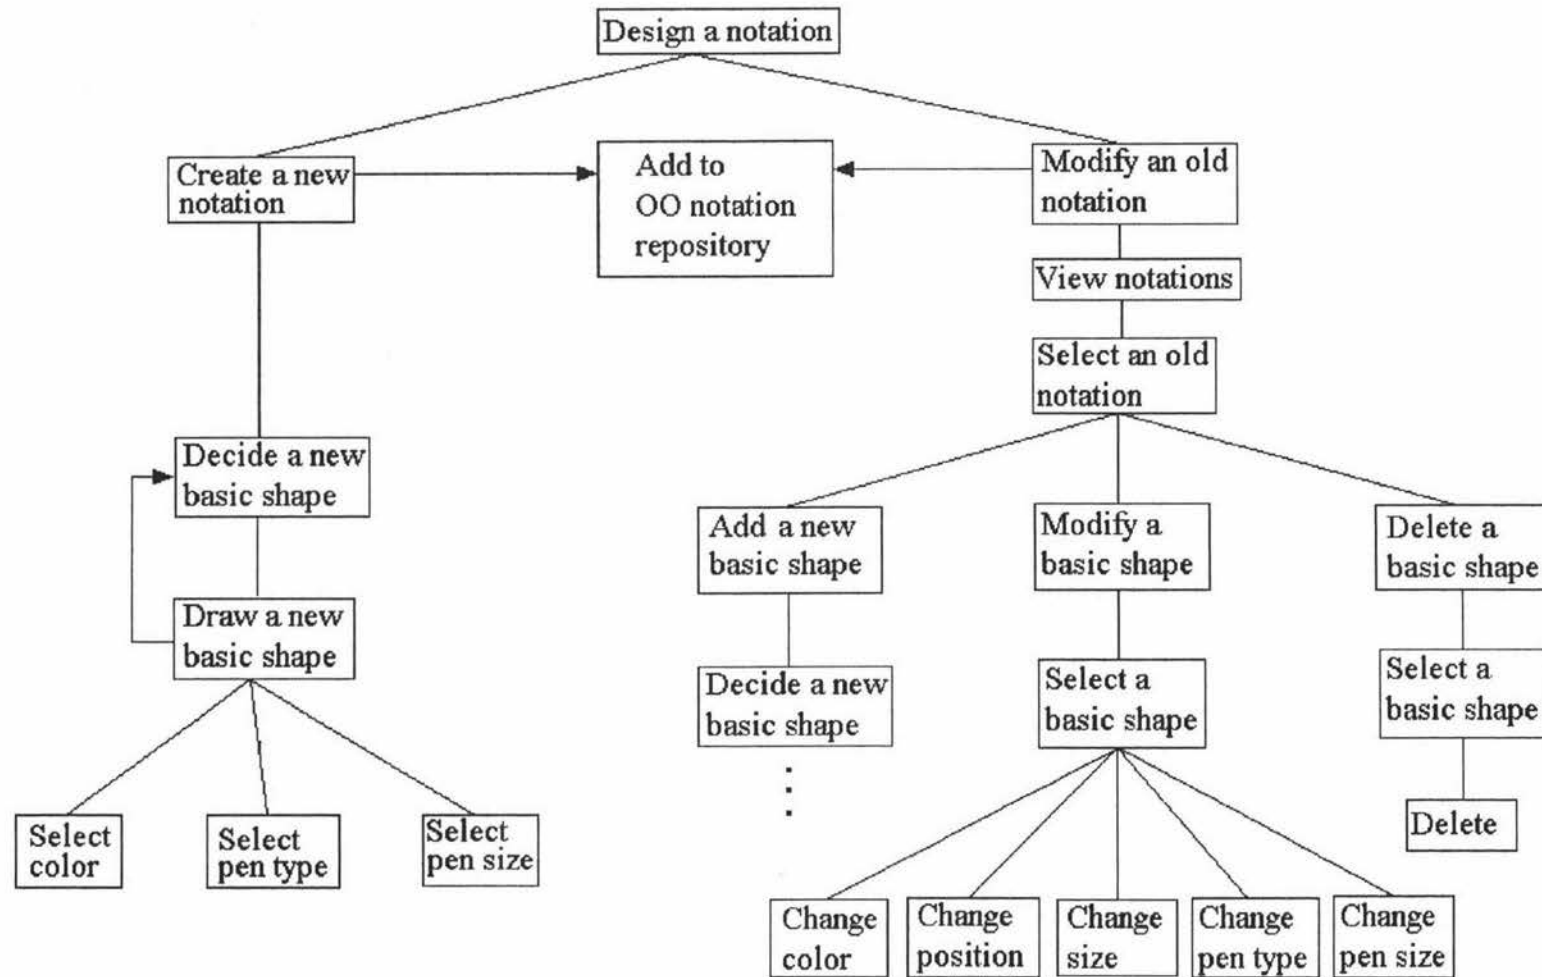 Design a notation
Create a new
notation
Add to
OO notation
repository
Modify an old
notation
View notations
Select an old
notation
Decide a new
basic shape
Draw a new
basic shape
Select
color
Select
pen type
Select
pen size
Add a new
basic shape
Decide a new
basic shape
Modify a
basic shape
Select a
basic shape
Change
color
Change
position
Change
size
Change
pen type
Change
pen size
Delete a
basic shape
Select a
basic shape
Delete